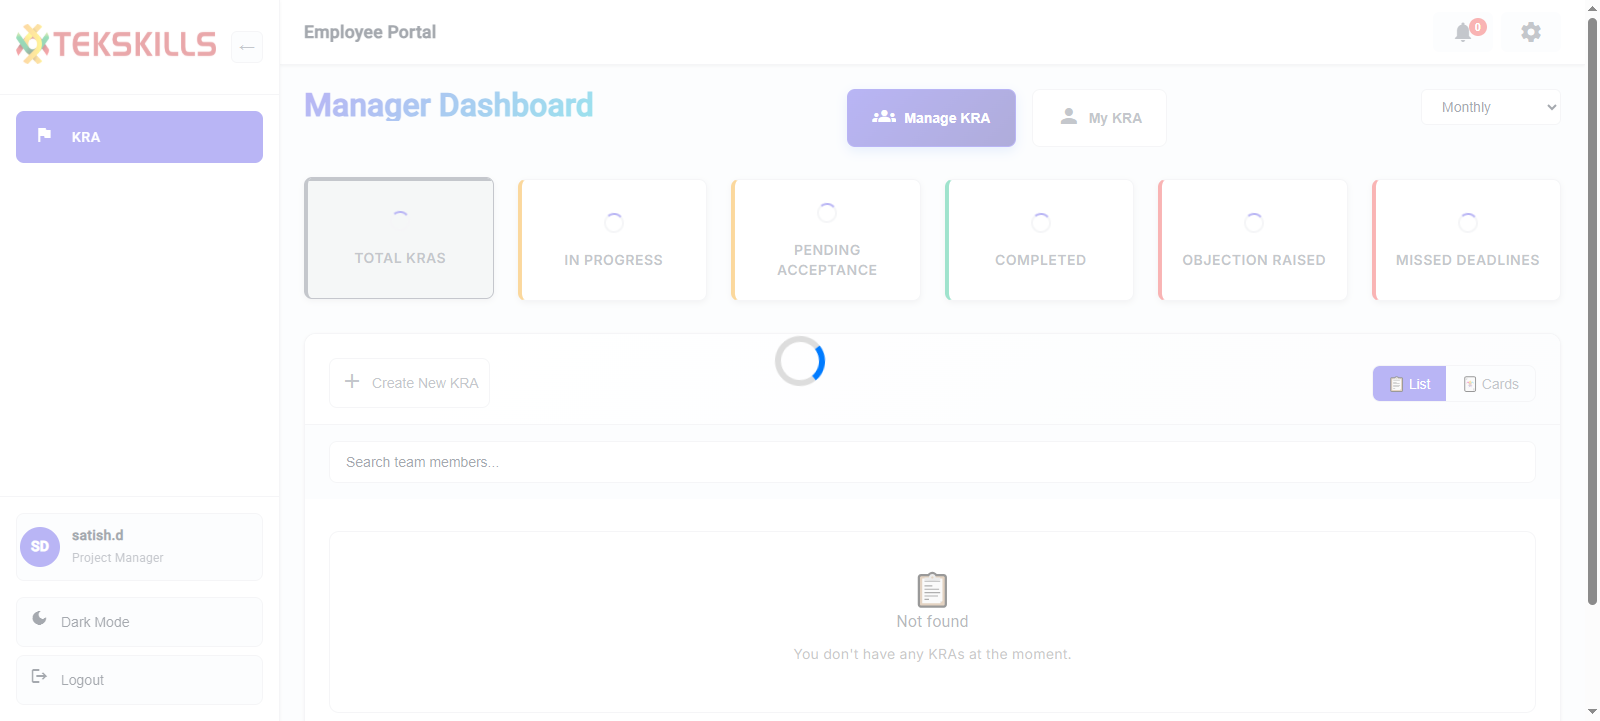 TEKSKILLS
←
Employee Portal
0
KRA
Manager Dashboard
Manage KRA
My KRA
Monthly
TOTAL KRAS
IN PROGRESS
PENDING
ACCEPTANCE
COMPLETED
OBJECTION RAISED
MISSED DEADLINES
+ Create New KRA
List
Cards
Search team members...
Not found
You don't have any KRAs at the moment.
SD
satish.d
Project Manager
Dark Mode
Logout